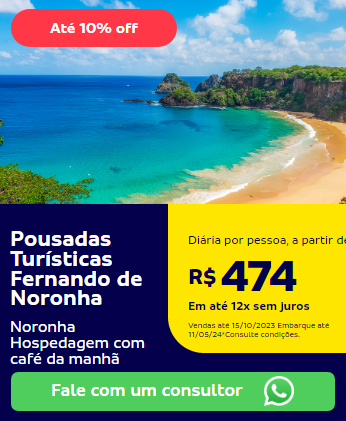 Até 10% off
Pousadas
Turísticas
Fernando de
Noronha
Noronha
Hospedagem com
café da manhã
Diária por pessoa, a partir de
R$ 474
Em até 12x sem juros
Vendas até 15/10/2023 Embarque até
11/05/24*Consulte condições.
Fale com um consultor